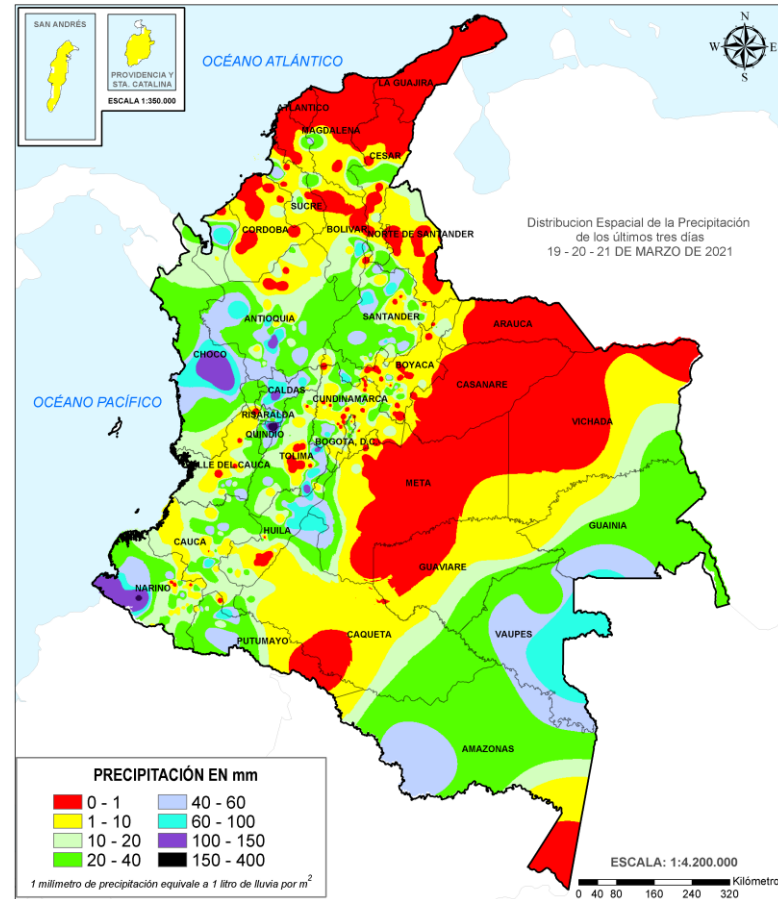 SAN ANDRÉS
PROVIDENCIA Y
STA. CATALINA
ESCALA 1:350.000
OCÉANO ATLÁNTICO
N
W
E
S
LA GUAJIRA
ATLANTICO
MAGDALENA
CESAR
SUCRE
CORDOBA
BOLIVAR
NORTE DE SANTANDER
Distribucion Espacial de la Precipitación
de los últimos tres días
19 - 20 - 21 DE MARZO DE 2021
ANTIOQUIA
SANTANDER
ARAUCA
CHOCO
BOYACA
CASANARE
OCÉANO PACÍFICO
CALDAS
CUNDINAMARCA
RISARALDA
VICHADA
QUINDIO
BOGOTA, D.C.
TOLIMA
VALLE DEL CAUCA
META
GUAINIA
HUILA
CAUCA
GUAVIARE
NARIÑO
VAUPES
PUTUMAYO
CAQUETA
AMAZONAS
PRECIPITACIÓN EN mm
0 - 1
40 - 60
1 - 10
60 - 100
10 - 20
100 - 150
20 - 40
150 - 400
1 milímetro de precipitación equivale a 1 litro de lluvia por m²
ESCALA: 1:4.200.000
Kilómetro
0 40 80 160 240 320